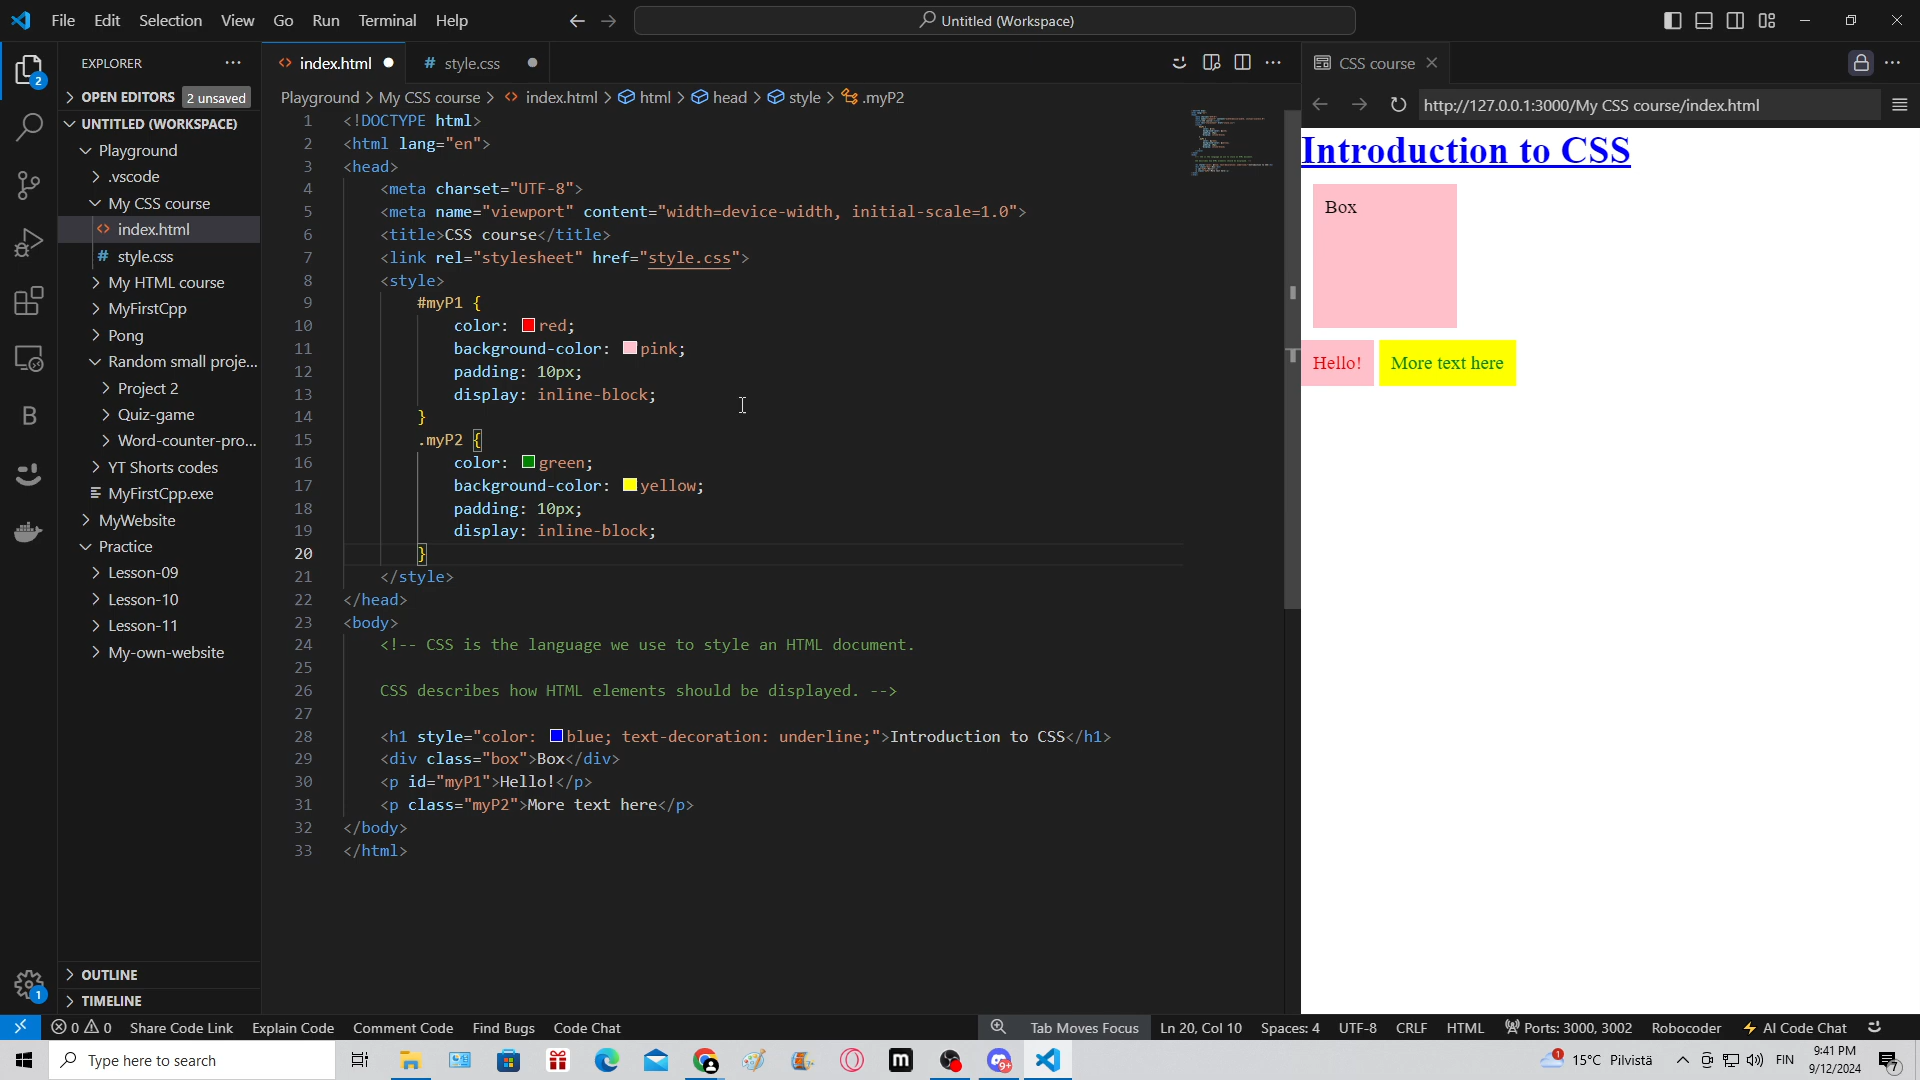 File Edit Selection View Go Run Terminal Help
Untitled (Workspace)
EXPLORER
OPEN EDITORS 2 unsaved
UNTITLED (WORKSPACE)
Playground
.vscode
My CSS course
index.html
style.css
My HTML course
MyFirstCpp
Pong
Random small proje...
Project 2
Quiz-game
Word-counter-pro...
YT Shorts codes
MyFirstCpp.exe
MyWebsite
Practice
Lesson-09
Lesson-10
Lesson-11
My-own-website
OUTLINE
TIMELINE
2
B
1
index.html
# style.css
Playground > My CSS course > index.html > html > head > style > .myP2
1 <!DOCTYPE html>
2 <html lang="en">
3 <head>
4 <meta charset="UTF-8">
5 <meta name="viewport" content="width=device-width, initial-scale=1.0">
6 <title>CSS course</title>
7 <link rel="stylesheet" href="style.css">
8 <style>
9 #myP1 {
10 color: red;
11 background-color: pink;
12 padding: 10px;
13 display: inline-block;
14 }
15 .myP2 {
16 color: green;
17 background-color: yellow;
18 padding: 10px;
19 display: inline-block;
20 }
21 </style>
22 </head>
23 <body>
24 <!-- CSS is the language we use to style an HTML document.
25
26 CSS describes how HTML elements should be displayed. -->
27
28 <h1 style="color: blue; text-decoration: underline;">Introduction to CSS</h1>
29 <div class="box">Box</div>
30 <p id="myP1">Hello!</p>
31 <p class="myP2">More text here</p>
32 </body>
33 </html>
CSS course
http://127.0.0.1:3000/My CSS course/index.html
Introduction to CSS
Box
Hello! More text here
0 0 Share Code Link Explain Code Comment Code Find Bugs Code Chat Tab Moves Focus Ln 20, Col 10 Spaces: 4 UTF-8 CRLF HTML Ports: 3000, 3002 Robocoder AI Code Chat
Type here to search
m
9+
1
15°C Pilvistä
FIN
9:41 PM
9/12/2024
7